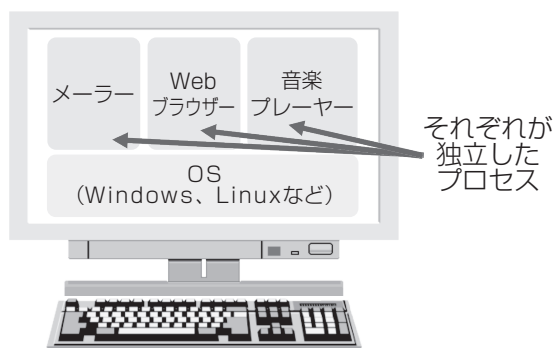 メーラー
Web
ブラウザー
音楽
プレーヤー
それぞれが
独立した
プロセス
OS
(Windows、Linuxなど)